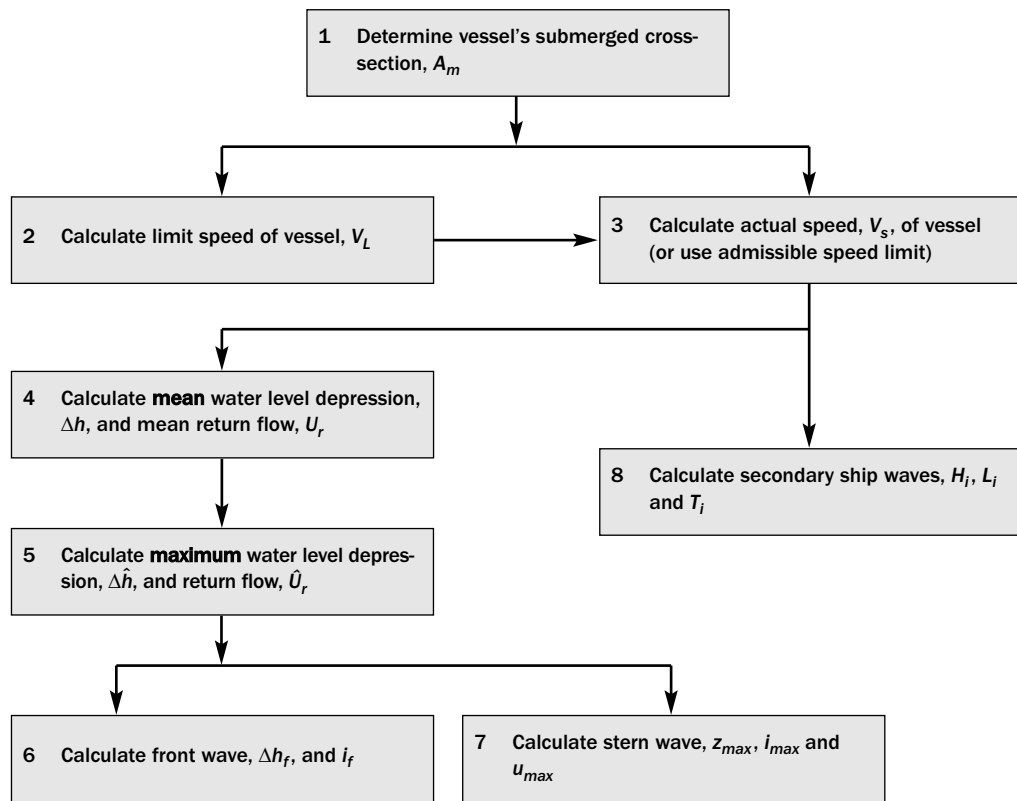 1 Determine vessel's submerged cross-
section, Aₘ
2 Calculate limit speed of vessel, V_L
3 Calculate actual speed, Vₛ, of vessel
(or use admissible speed limit)
4 Calculate mean water level depression,
Δh, and mean return flow, Uᵣ
8 Calculate secondary ship waves, Hᵢ, Lᵢ
and Tᵢ
5 Calculate maximum water level depres-
sion, Δĥ, and return flow, Ûᵣ
6 Calculate front wave, Δh_f, and i_f
7 Calculate stern wave, zₘₐₓ, iₘₐₓ and
uₘₐₓ